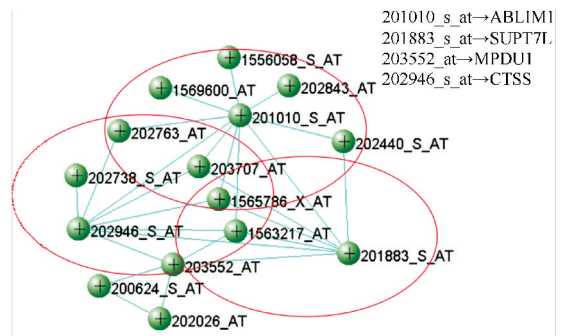 201010_s_at→ABLIM1
201883_s_at→SUPT7L
203552_at→MPDU1
202946_s_at→CTSS
1556058_S_AT
1569600_AT
202843_AT
201010_S_AT
202763_AT
202440_S_AT
203707_AT
202738_S_AT
1565786_X_AT
202946_S_AT
1563217_AT
201883_S_AT
203552_AT
200624_S_AT
202026_AT